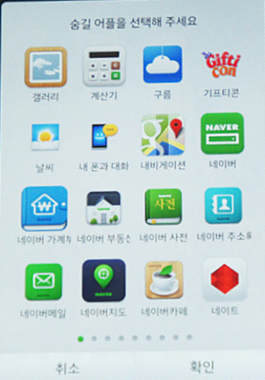 숨길 어플을 선택해 주세요
Gifti
con
갤러리 계산기 구름 기프티콘
NAVER
날씨 내 폰과 대화 내비게이션 네이버
사전
네이버 가계부 네이버 부동산 네이버 사전 네이버 주소록
NAVER
네이버메일 네이버지도 네이버카페 네이트
취소 확인